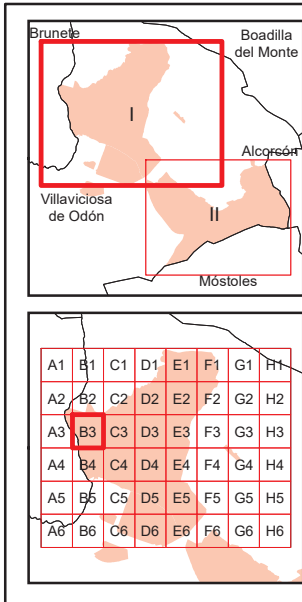 Brunete
Boadilla
del Monte
I
Alcorcón
Villaviciosa
de Odón
II
Móstoles
A1 B1 C1 D1 E1 F1 G1 H1
A2 B2 C2 D2 E2 F2 G2 H2
A3 B3 C3 D3 E3 F3 G3 H3
A4 B4 C4 D4 E4 F4 G4 H4
A5 B5 C5 D5 E5 F5 G5 H5
A6 B6 C6 D6 E6 F6 G6 H6